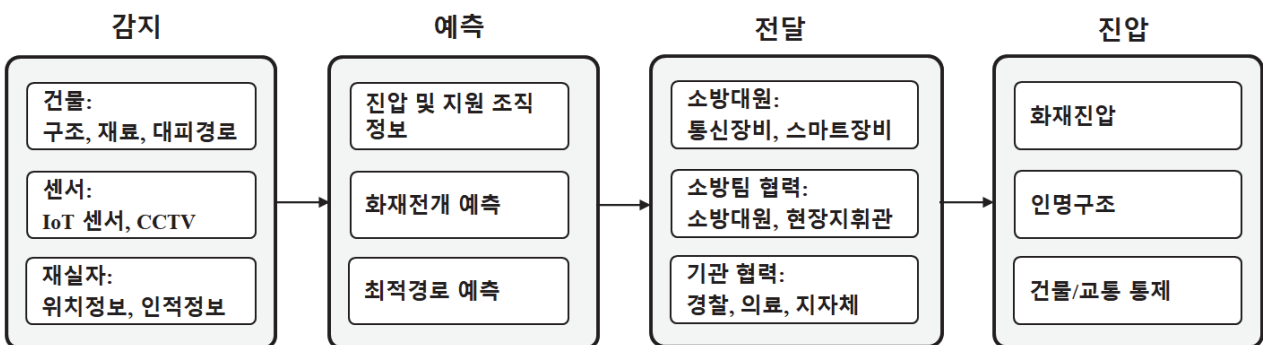 감지
건물:
구조, 재료, 대피경로
센서:
IoT 센서, CCTV
재실자:
위치정보, 인적정보
예측
진압 및 지원 조직
정보
화재전개 예측
최적경로 예측
전달
소방대원:
통신장비, 스마트장비
소방팀 협력:
소방대원, 현장지휘관
기관 협력:
경찰, 의료, 지자체
진압
화재진압
인명구조
건물/교통 통제